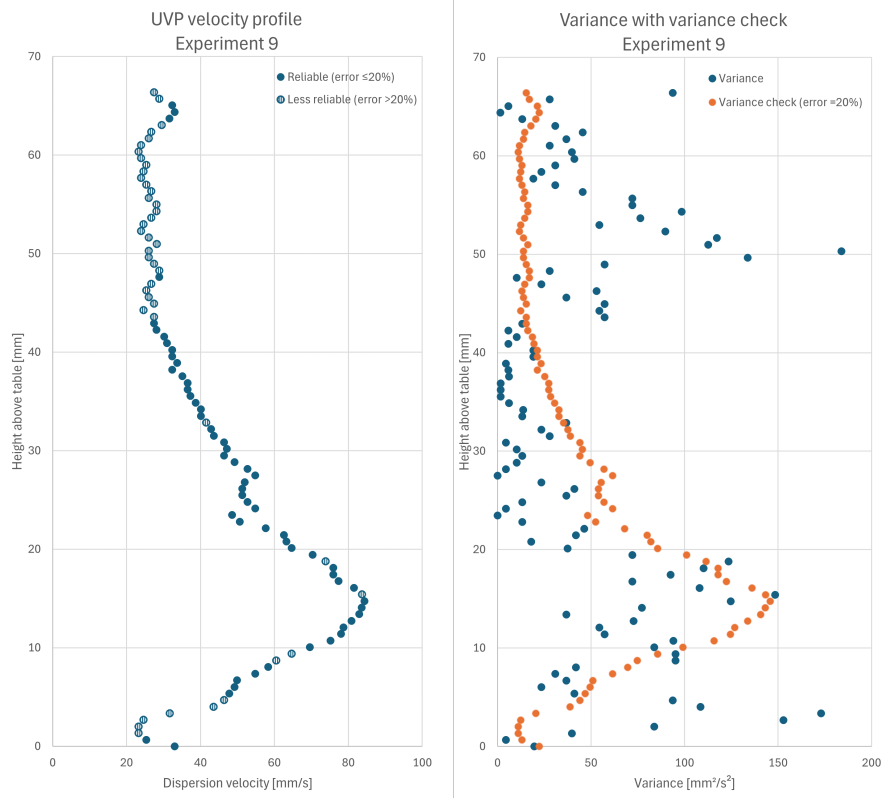 UVP velocity profile
Experiment 9
70
60
50
40
30
20
10
0
Height above table [mm]
Reliable (error ≤20%)
Less reliable (error >20%)
0
20
40
60
80
100
Dispersion velocity [mm/s]
Variance with variance check
Experiment 9
70
60
50
40
30
20
10
0
Height above table [mm]
Variance
Variance check (error =20%)
0
50
100
150
200
Variance [mm²/s²]